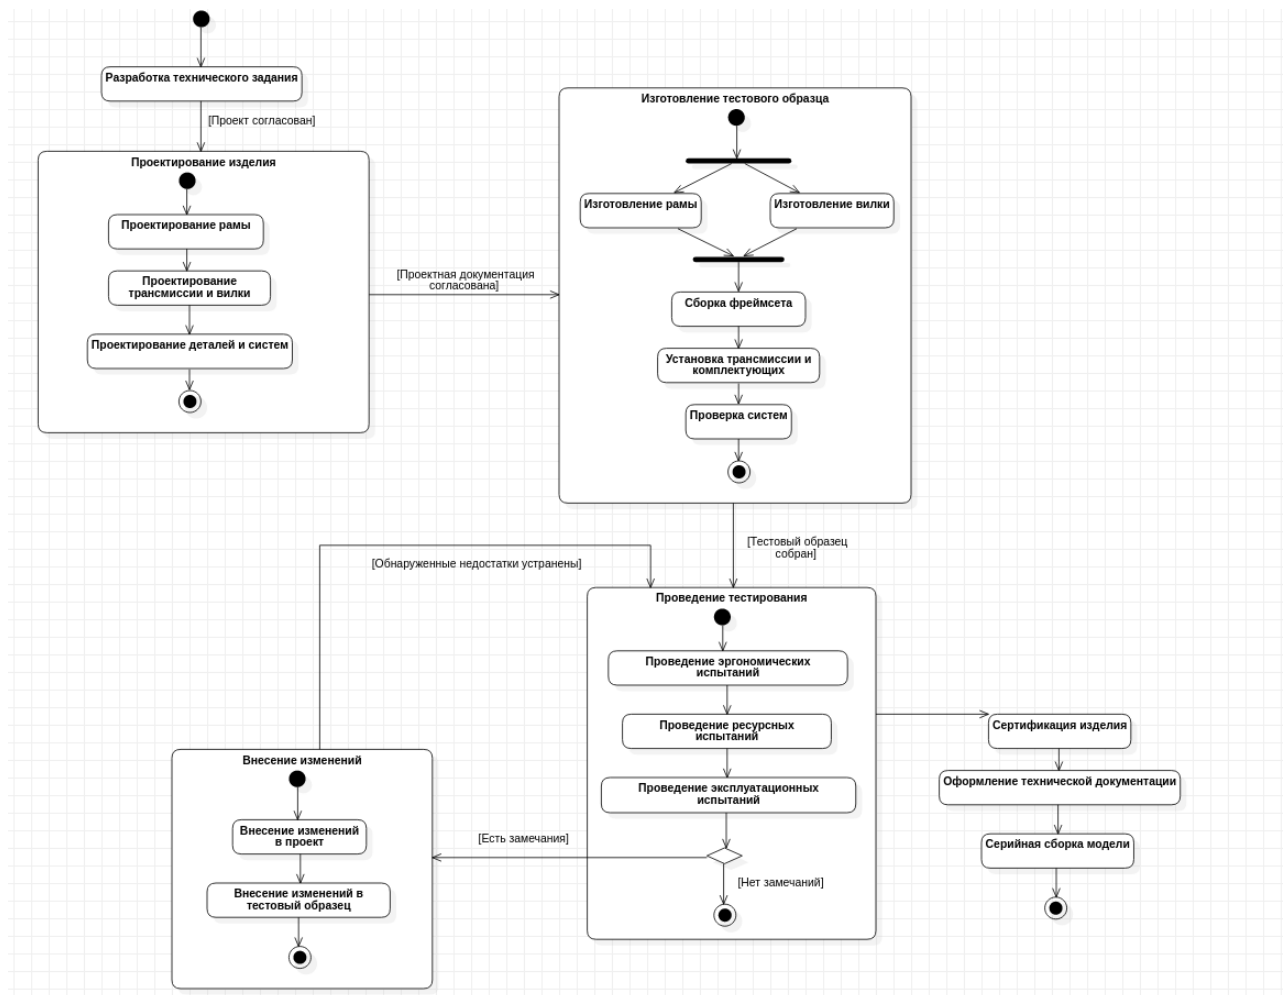 Разработка технического задания
[Проект согласован]
Проектирование изделия
Проектирование рамы
Проектирование
трансмиссии и вилки
Проектирование деталей и систем
[Проектная документация
согласована]
Изготовление тестового образца
Изготовление рамы
Изготовление вилки
Сборка фреймсета
Установка трансмиссии и
комплектующих
Проверка систем
[Тестовый образец
собран]
[Обнаруженные недостатки устранены]
Проведение тестирования
Проведение эргономических
испытаний
Проведение ресурсных
испытаний
Проведение эксплуатационных
испытаний
[Есть замечания]
[Нет замечаний]
Внесение изменений
Внесение изменений
в проект
Внесение изменений в
тестовый образец
Сертификация изделия
Оформление технической документации
Серийная сборка модели